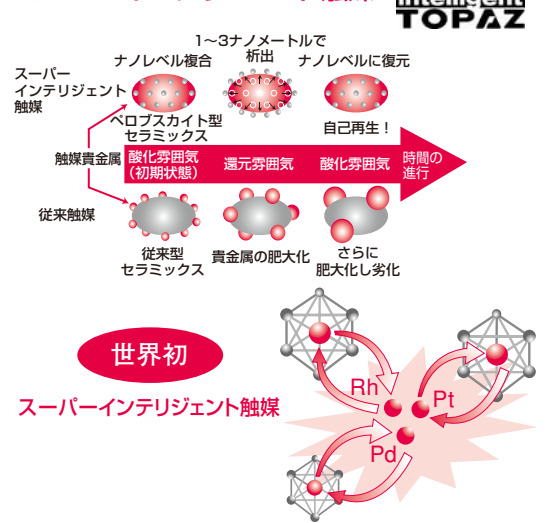 Intelligent
TOPAZ
1〜3ナノメートルで
析出
ナノレベル複合
ナノレベルに復元
スーパー
インテリジェント
触媒
ペロブスカイト型
セラミックス
自己再生！
触媒貴金属
酸化雰囲気
（初期状態）
還元雰囲気
酸化雰囲気
時間の
進行
従来触媒
従来型
セラミックス
貴金属の肥大化
さらに
肥大化し劣化
世界初
スーパーインテリジェント触媒
Rh
Pt
Pd